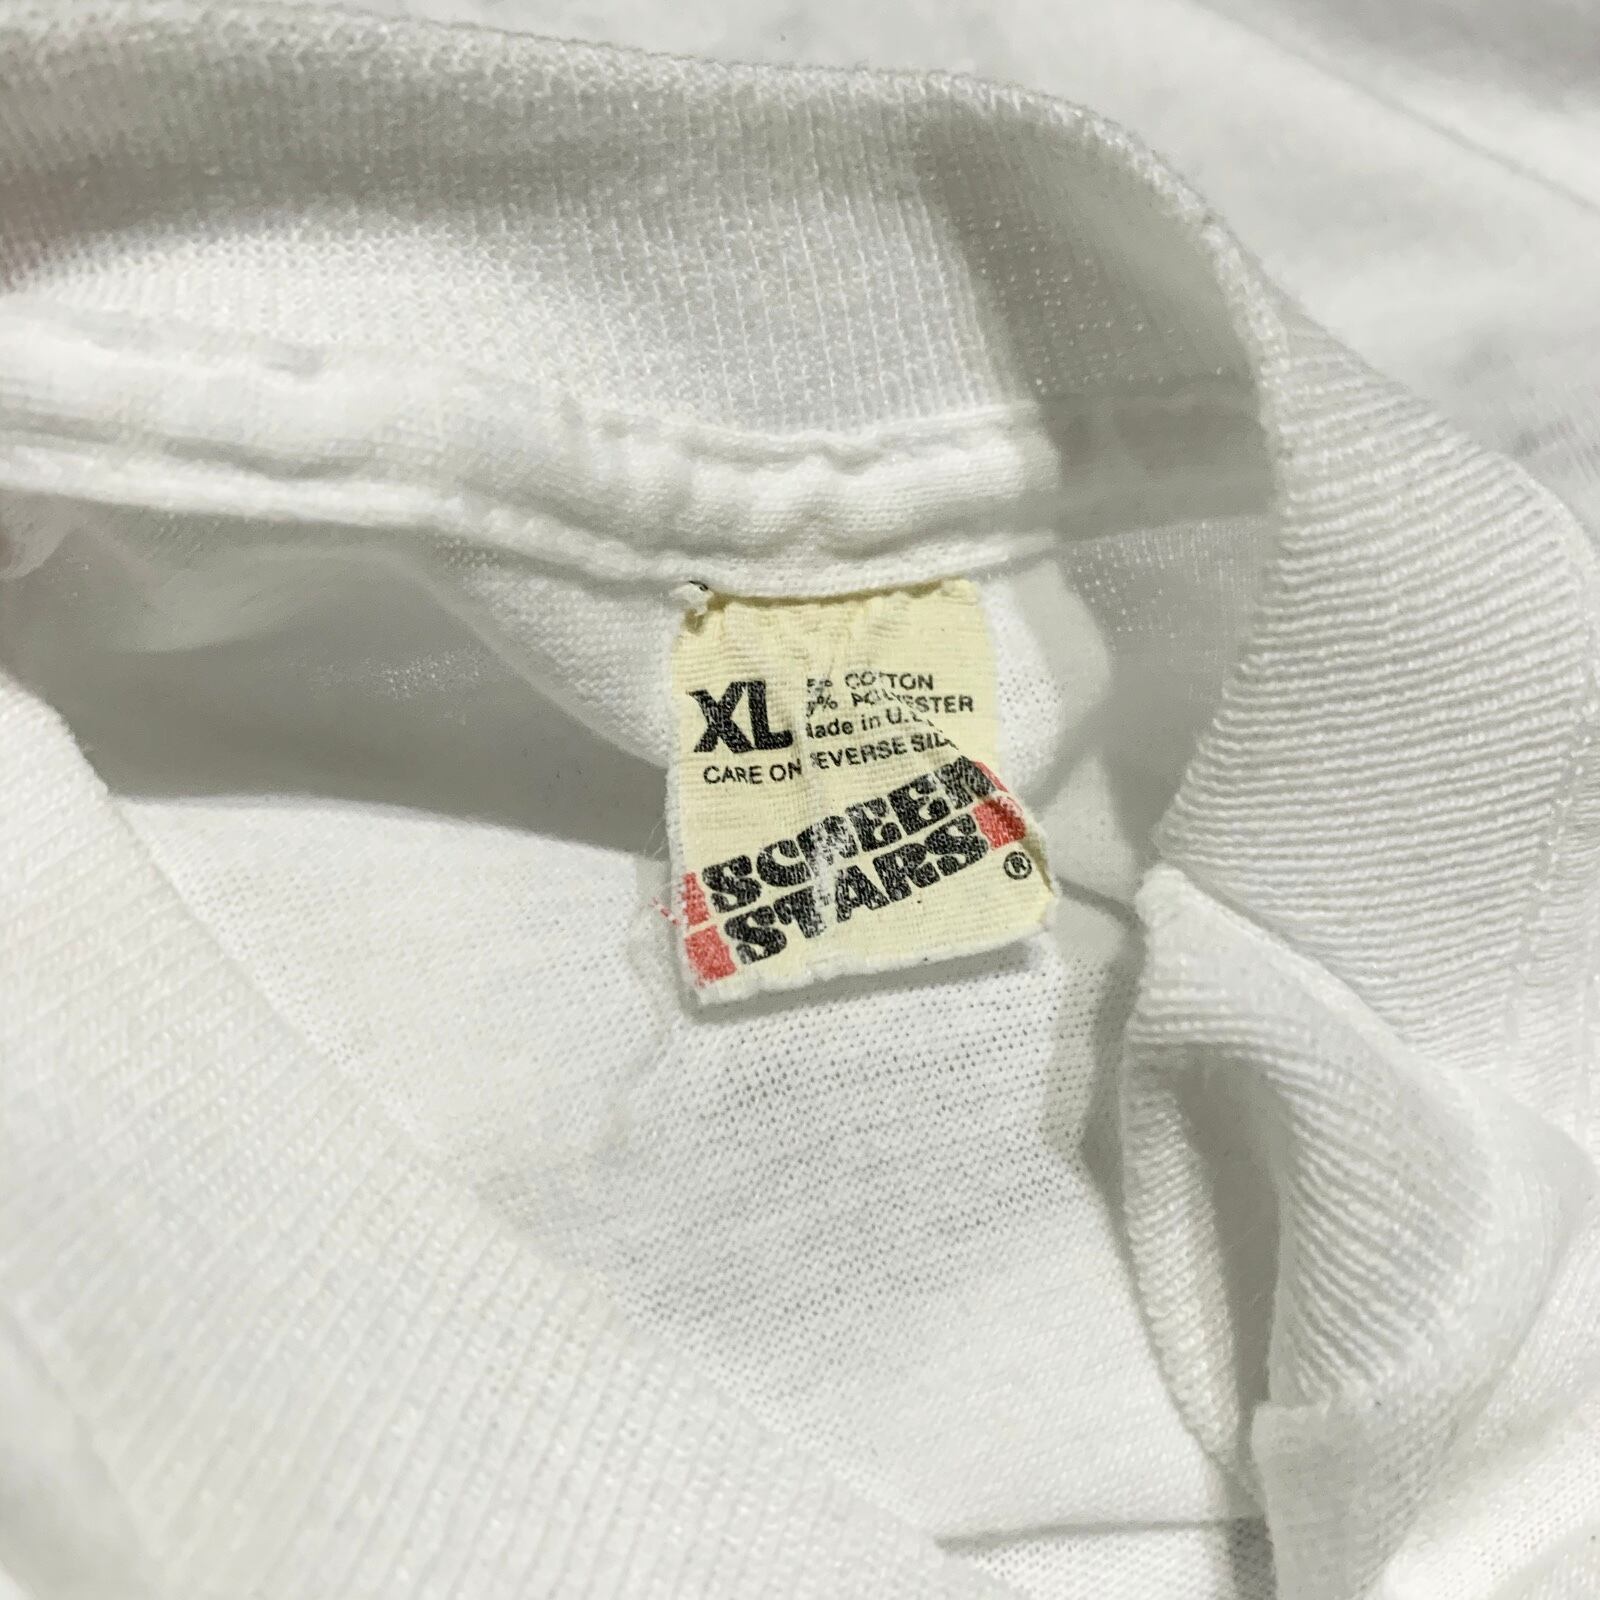 XL COTTON
POLYESTER
Made in
CARE ON REVERSE SIDE
SCREEN
STARS ®